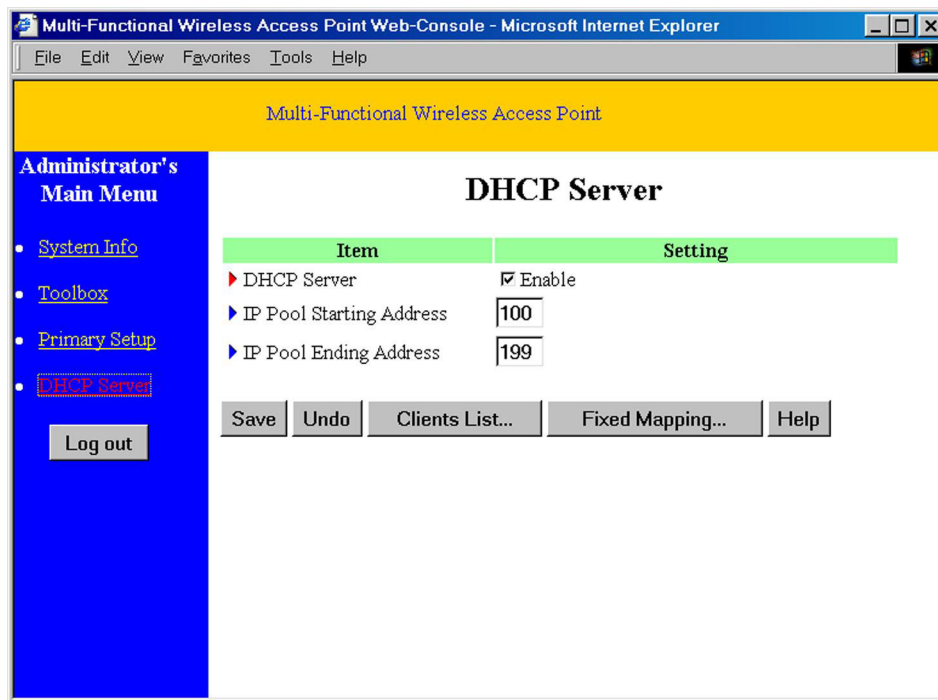 Multi-Functional Wireless Access Point Web-Console - Microsoft Internet Explorer
File Edit View Favorites Tools Help
Multi-Functional Wireless Access Point
Administrator's
Main Menu
System Info
Toolbox
Primary Setup
DHCP Server
Log out
DHCP Server
Item Setting
DHCP Server Enable
IP Pool Starting Address 100
IP Pool Ending Address 199
Save Undo Clients List... Fixed Mapping... Help